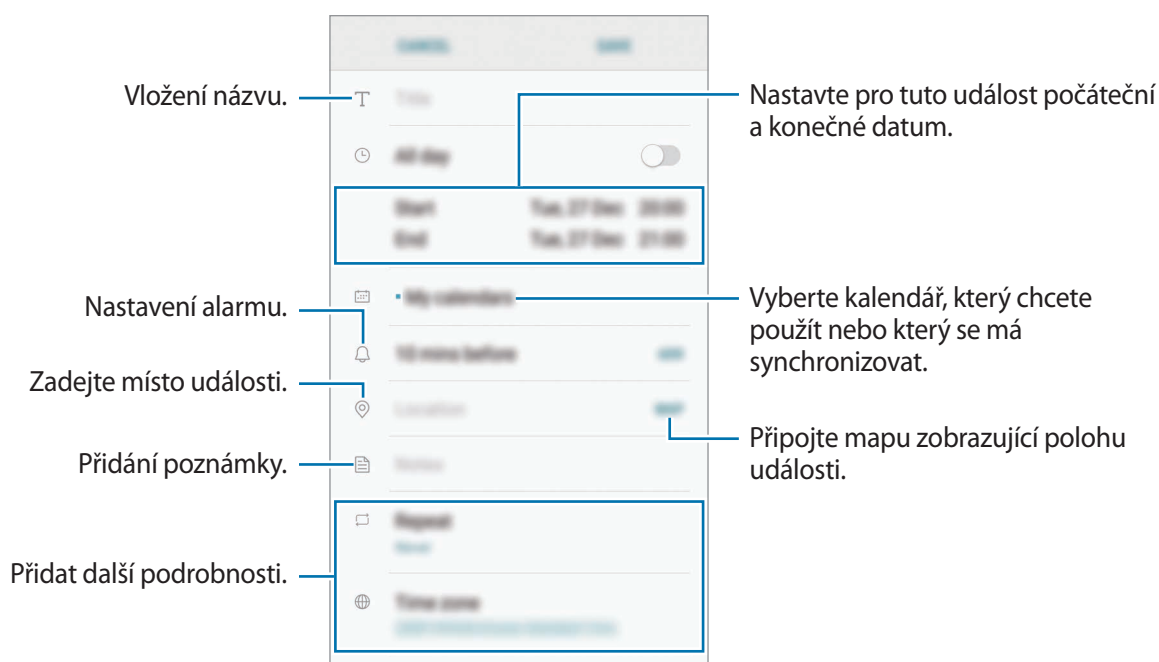 CANCEL
SAVE
Vložení názvu.
Title
Nastavte pro tuto událost počáteční
a konečné datum.
All day
Start Tue, 27 Dec 20:00
End Tue, 27 Dec 21:00
My calendars
Vyberte kalendář, který chcete
použít nebo který se má
synchronizovat.
Nastavení alarmu.
10 mins before
ADD
Zadejte místo události.
Location
MAP
Připojte mapu zobrazující polohu
události.
Přidání poznámky.
Notes
Repeat
Never
Přidat další podrobnosti.
Time zone